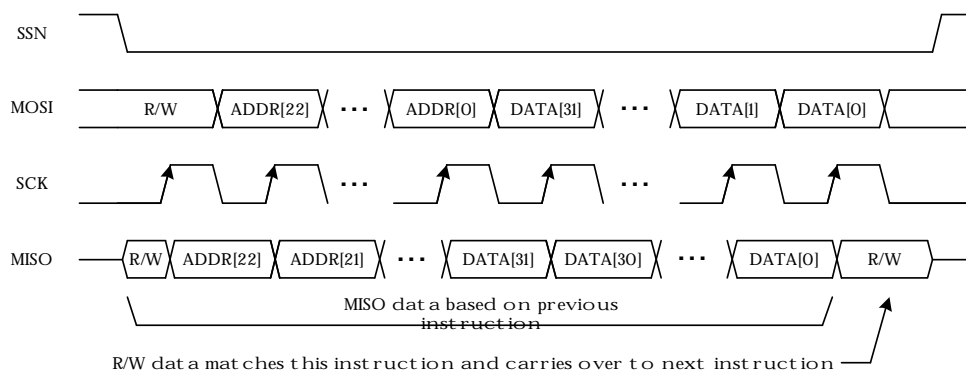 SSN
MOSI R/W ADDR[22] ... ADDR[0] DATA[31] ... DATA[1] DATA[0]
SCK ... ...
MISO R/W ADDR[22] ADDR[21] ... DATA[31] DATA[30] ... DATA[0] R/W
MISO data based on previous
instruction
R/W data matches this instruction and carries over to next instruction